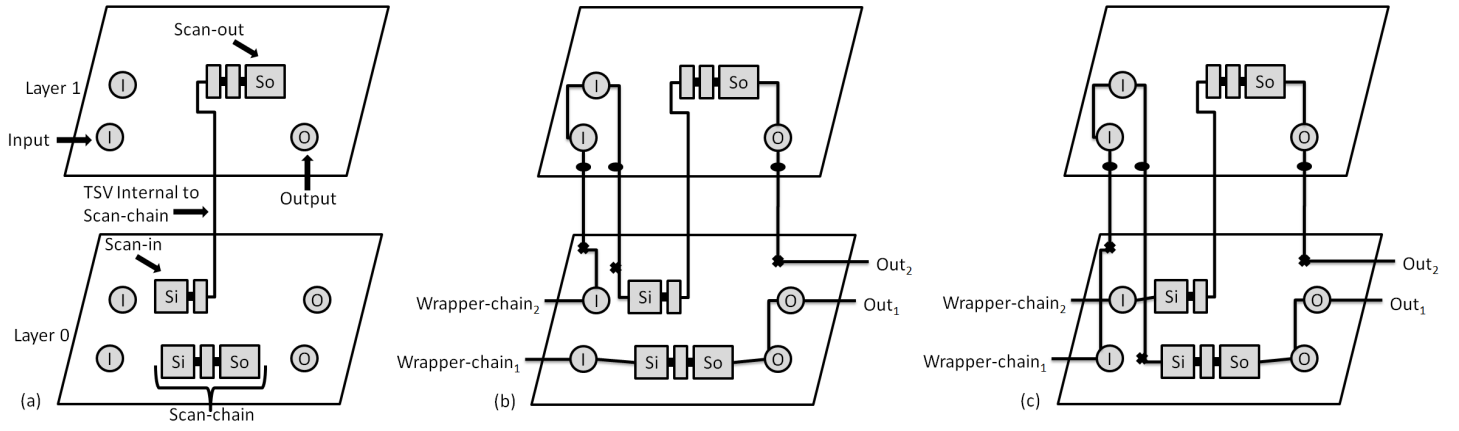 Scan-out
I
So
Layer 1
Input
I
O
Output
TSV Internal to
Scan-chain
Scan-in
I
Si
O
Layer 0
I
Si
So
O
Scan-chain
(a)
I
So
I
O
Out₂
Wrapper-chain₂
I
Si
O
Out₁
Wrapper-chain₁
I
Si
So
O
(b)
I
So
I
O
Out₂
Wrapper-chain₂
I
Si
O
Out₁
Wrapper-chain₁
I
Si
So
O
(c)